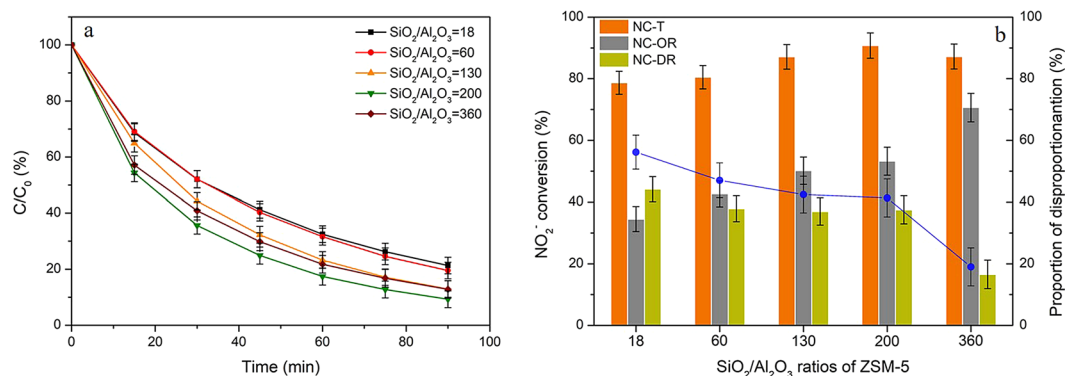 a
SiO₂/Al₂O₃=18
SiO₂/Al₂O₃=60
SiO₂/Al₂O₃=130
SiO₂/Al₂O₃=200
SiO₂/Al₂O₃=360
100
80
60
40
20
0
C/C₀ (%)
0 20 40 60 80 100
Time (min)
b
NC-T
NC-OR
NC-DR
100
80
60
40
20
0
NO₂⁻ conversion (%)
100
80
60
40
20
0
Proportion of disproportionantion (%)
18 60 130 200 360
SiO₂/Al₂O₃ ratios of ZSM-5